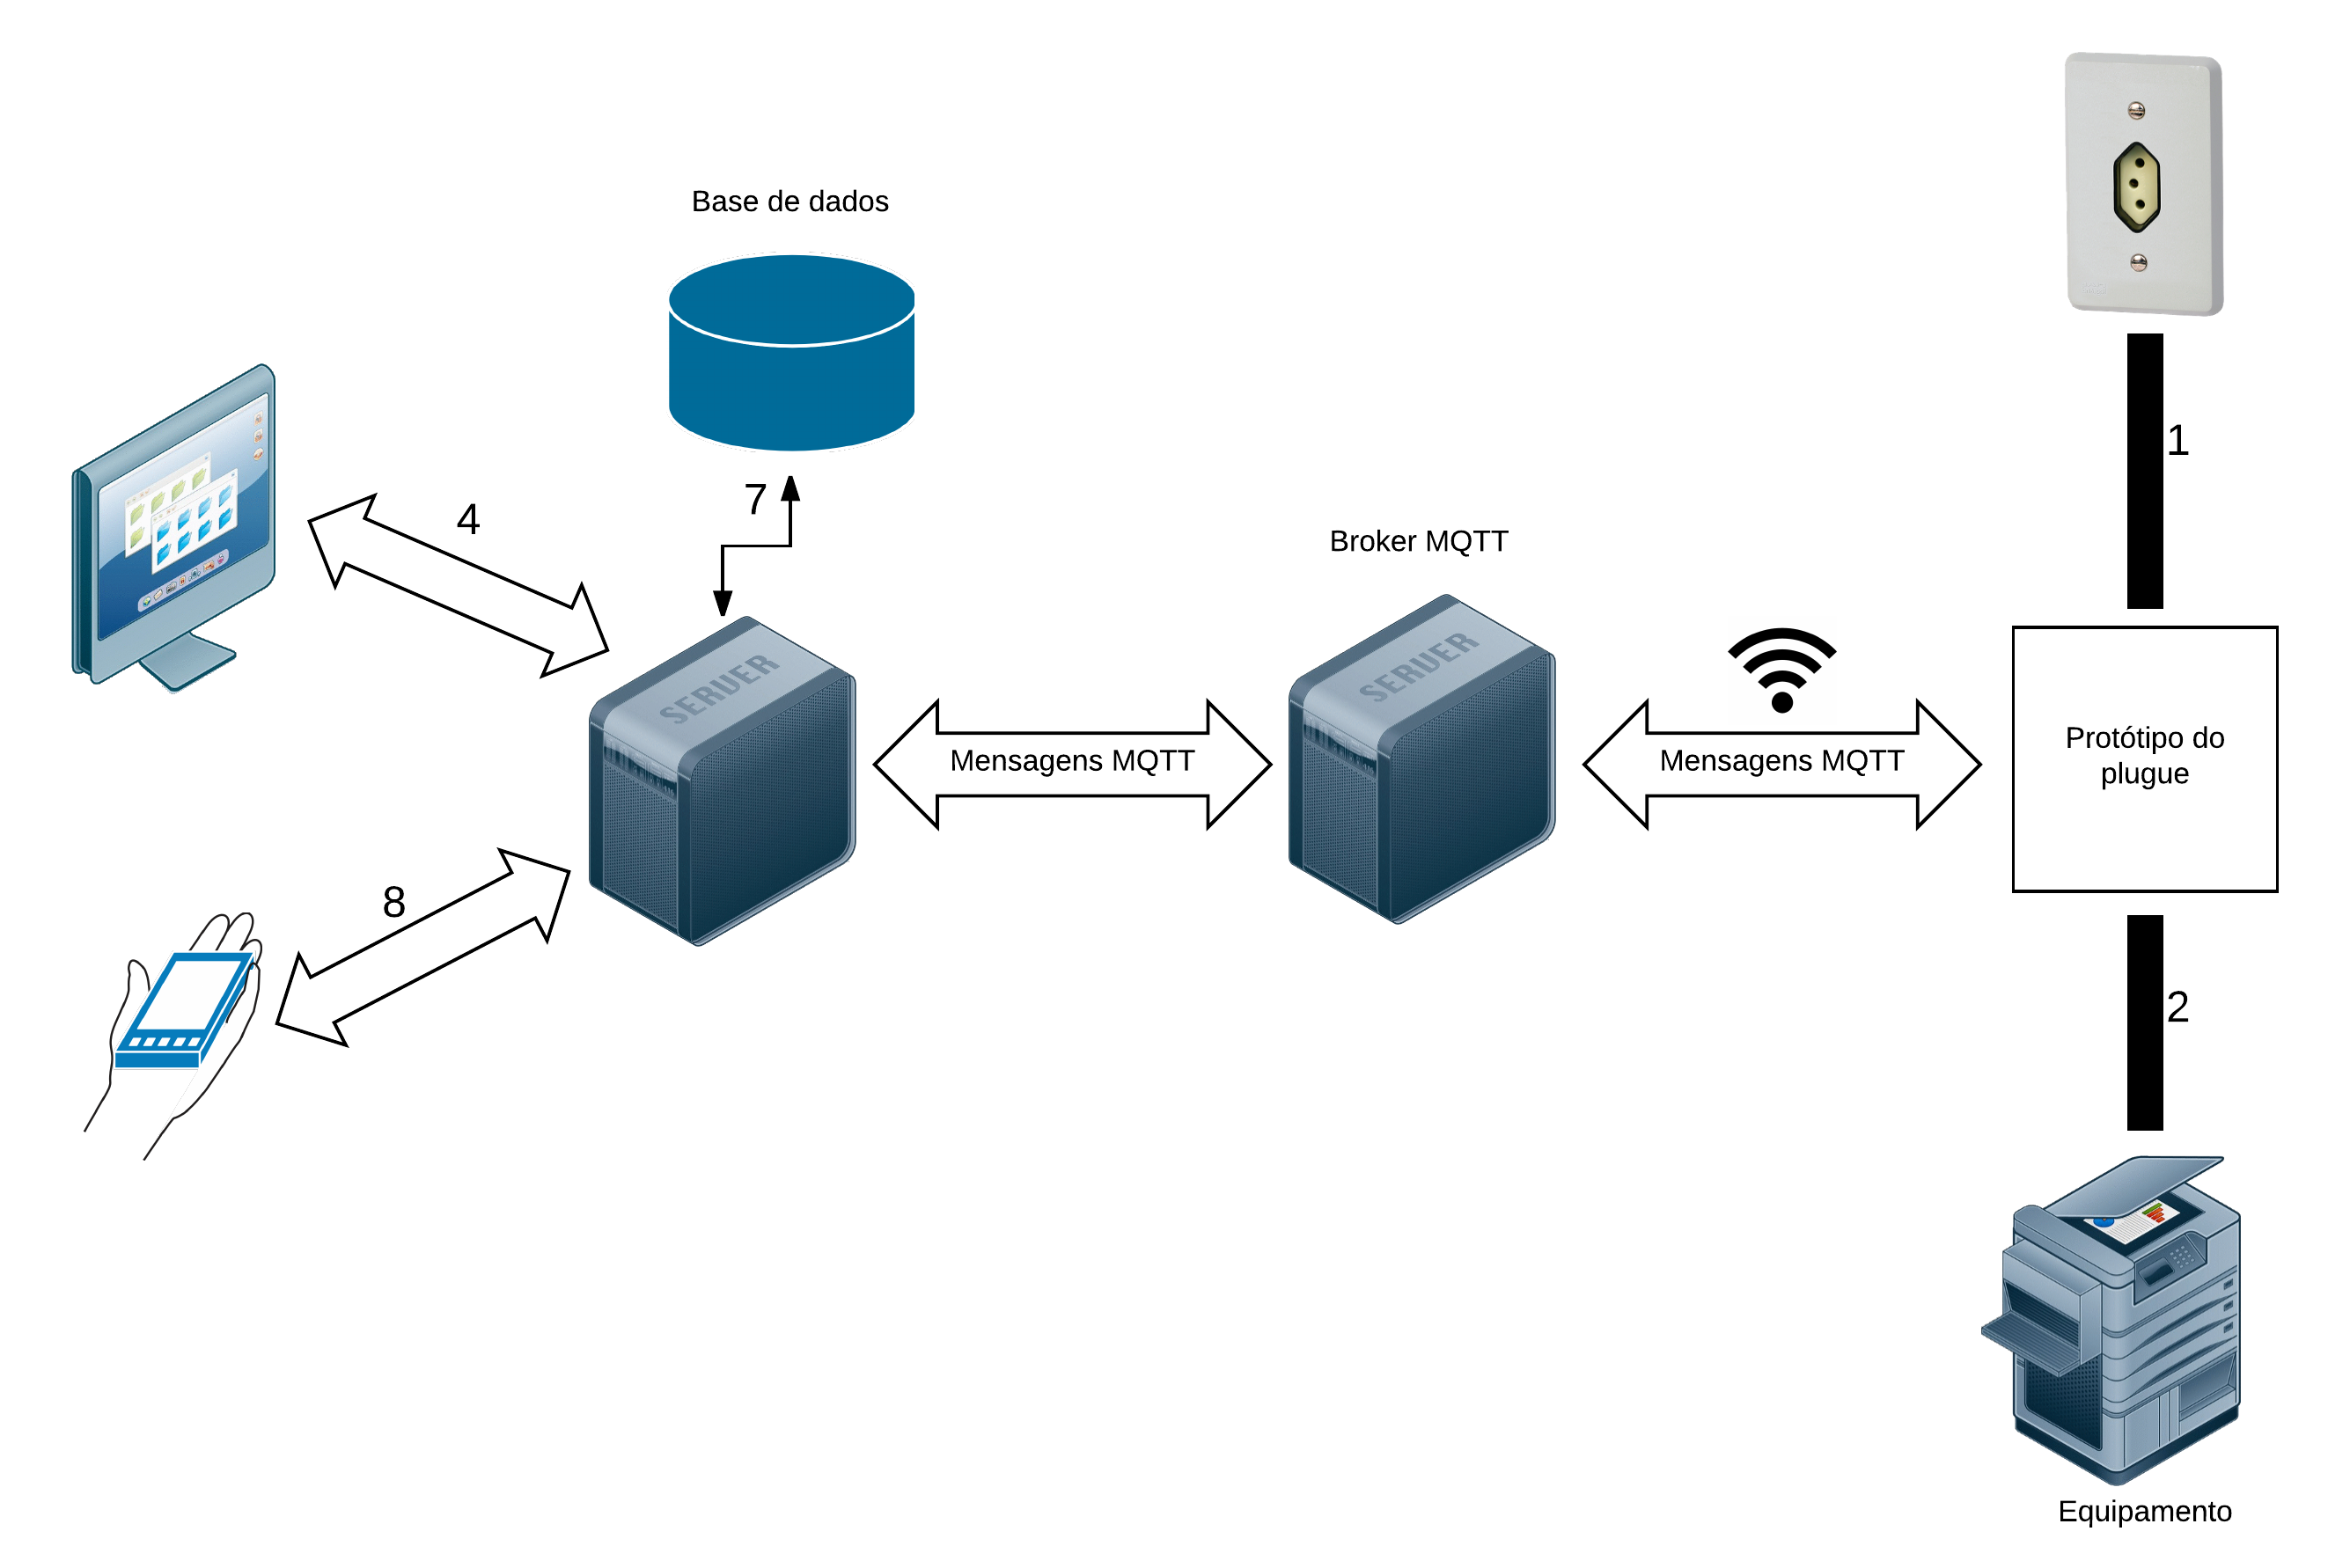 Base de dados
1
7
4
Broker MQTT
SERVER
SERVER
Mensagens MQTT
Mensagens MQTT
Protótipo do
plugue
8
2
Equipamento